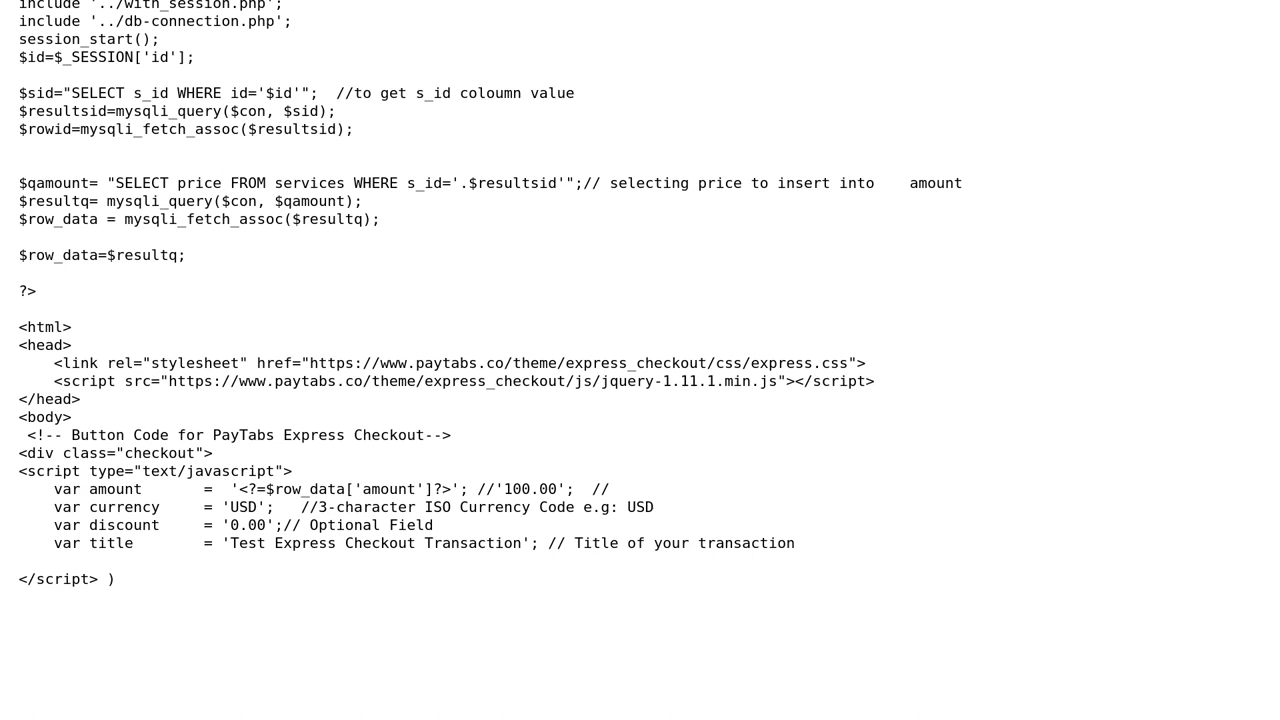 include '../with_session.php';
include '../db-connection.php';
session_start();
$id=$_SESSION['id'];

$sid="SELECT s_id WHERE id='$id'";  //to get s_id coloumn value
$resultsid=mysqli_query($con, $sid);
$rowid=mysqli_fetch_assoc($resultsid);


$qamount= "SELECT price FROM services WHERE s_id='.$resultsid'";// selecting price to insert into    amount
$resultq= mysqli_query($con, $qamount);
$row_data = mysqli_fetch_assoc($resultq);

$row_data=$resultq;

?>

<html>
<head>
    <link rel="stylesheet" href="https://www.paytabs.co/theme/express_checkout/css/express.css">
    <script src="https://www.paytabs.co/theme/express_checkout/js/jquery-1.11.1.min.js"></script>
</head>
<body>
 <!-- Button Code for PayTabs Express Checkout-->
<div class="checkout">
<script type="text/javascript">
    var amount       =  '<?=$row_data['amount']?>'; //'100.00';  //
    var currency     = 'USD';   //3-character ISO Currency Code e.g: USD
    var discount     = '0.00';// Optional Field
    var title        = 'Test Express Checkout Transaction'; // Title of your transaction

</script> )